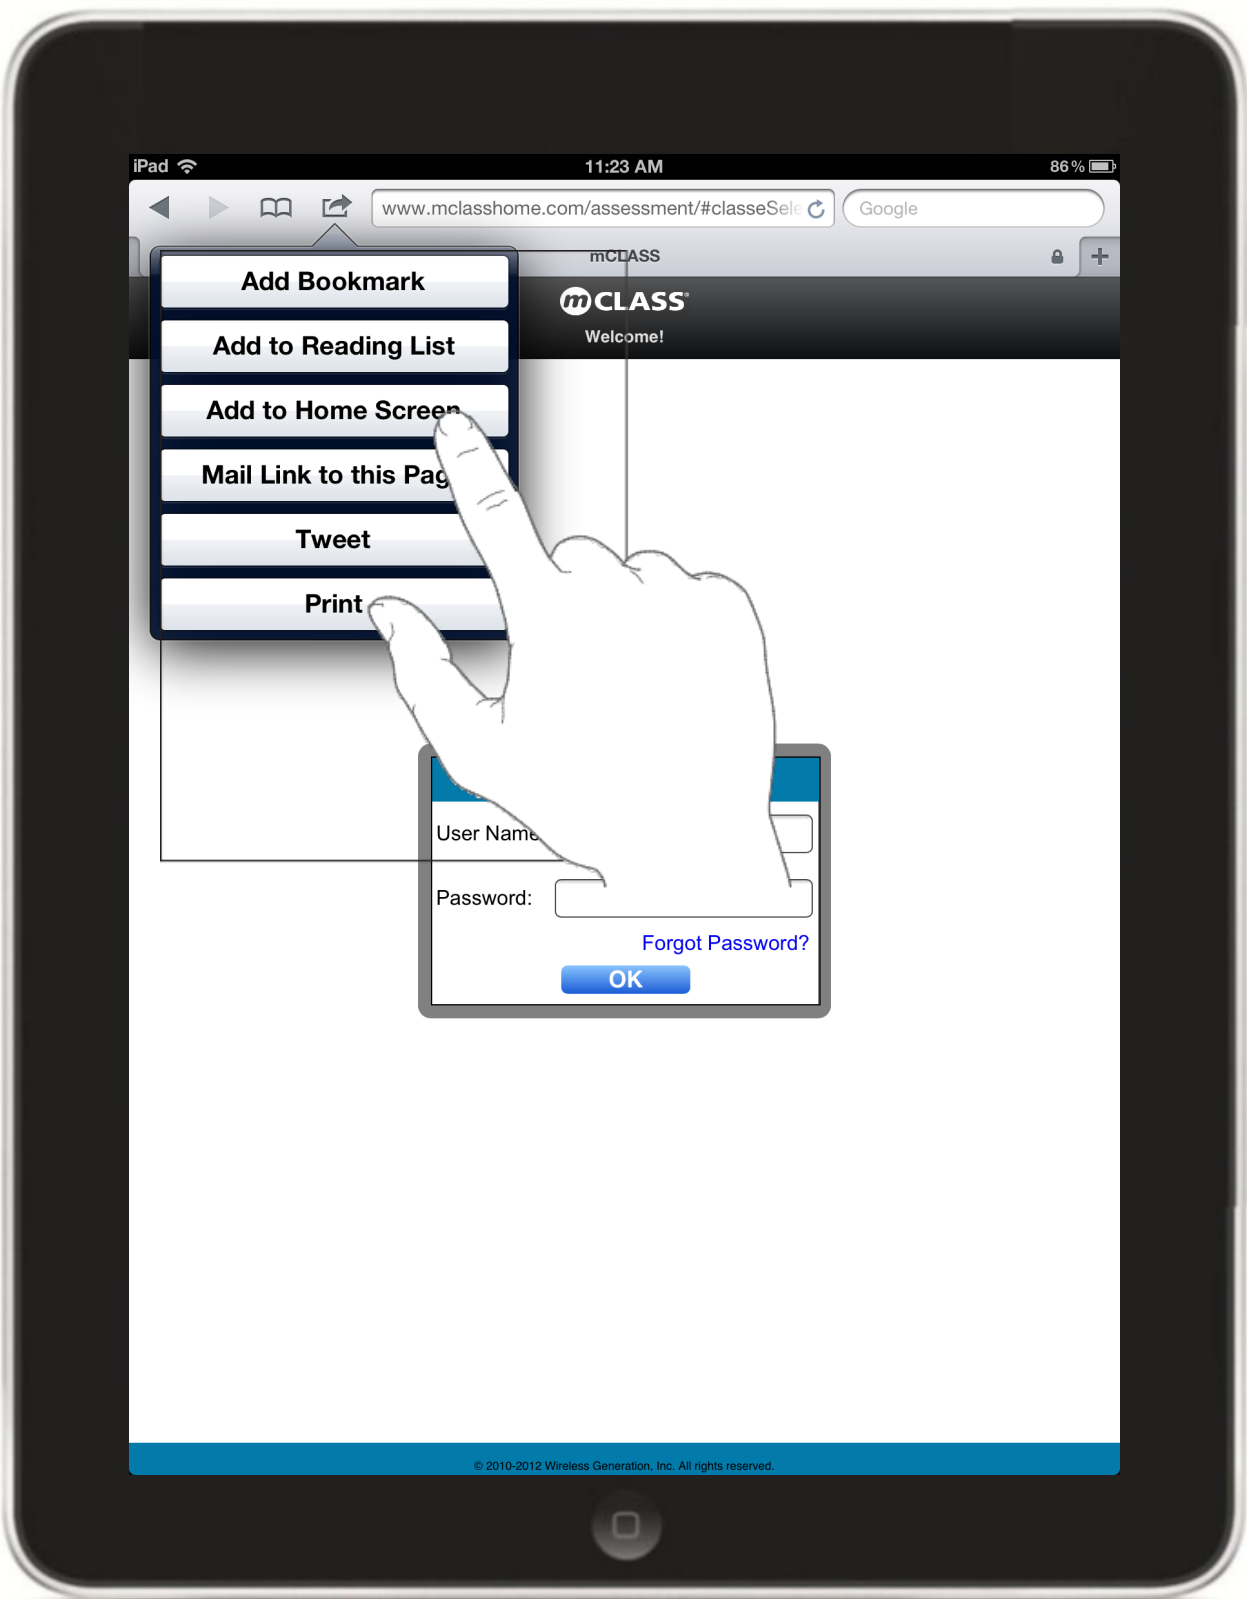 iPad 11:23 AM 86%
www.mclasshome.com/assessment/#classeSele Google
mCLASS
mCLASS®
Welcome!
Add Bookmark
Add to Reading List
Add to Home Screen
Mail Link to this Pag
Tweet
Print
User Name
Password:
Forgot Password?
OK
© 2010-2012 Wireless Generation, Inc. All rights reserved.